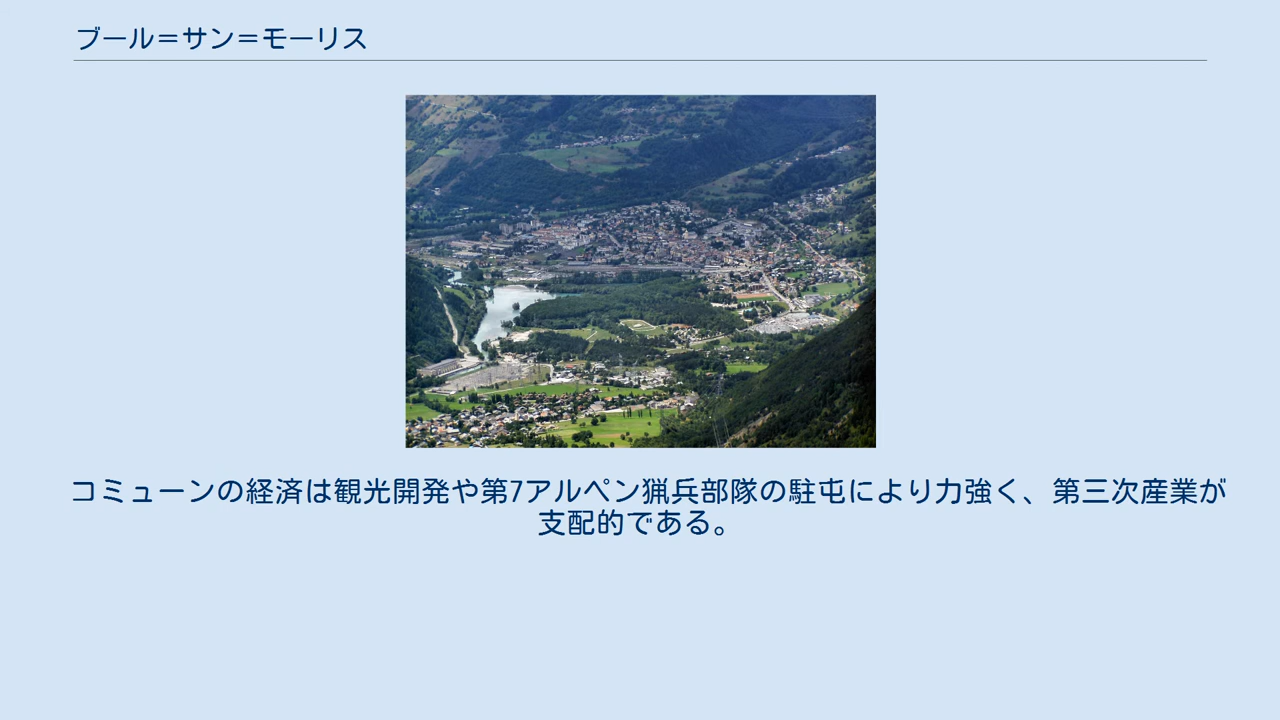 ブール＝サン＝モーリス
コミューンの経済は観光開発や第7アルペン猟兵部隊の駐屯により力強く、第三次産業が
支配的である。